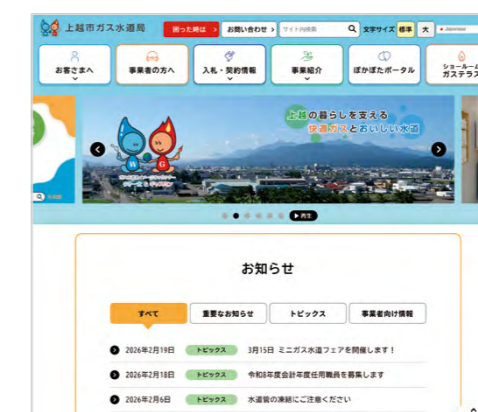 上越市ガス水道局
困った時は > お問い合わせ > サイト内検索 文字サイズ 標準 大 Japanese
お客さまへ 事業者の方へ 入札・契約情報 事業紹介 ぽかぽたポータル ショールーム ガステラス
上越の暮らしを支える
快適ガスとおいしい水道
W G
▶再生
お知らせ
すべて 重要なお知らせ トピックス 事業者向け情報
2026年2月19日 トピックス 3月15日 ミニガス水道フェアを開催します！
2026年2月18日 トピックス 令和8年度会計年度任用職員を募集します
2026年2月6日 トピックス 水道管の凍結にご注意ください